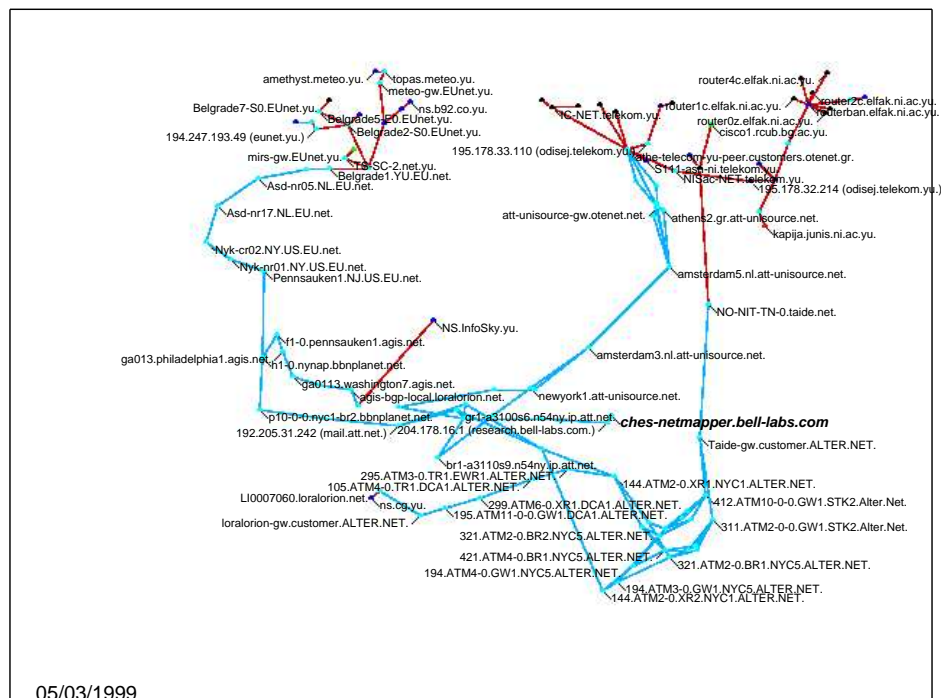 amethyst.meteo.yu.
topas.meteo.yu.
meteo-gw.EUnet.yu.
Belgrade7-S0.EUnet.yu.
ns.b92.co.yu.
Belgrade5-E0.EUnet.yu.
Belgrade2-S0.EUnet.yu.
194.247.193.49 (eunet.yu.)
mirs-gw.EUnet.yu.
TS-SC-2.net.yu.
Belgrade1.YU.EU.net.
Asd-nr05.NL.EU.net.
Asd-nr17.NL.EU.net.
Nyk-cr02.NY.US.EU.net.
Nyk-nr01.NY.US.EU.net.
Pennsauken1.NJ.US.EU.net.
router4c.elfak.ni.ac.yu.
router2c.elfak.ni.ac.yu.
router1c.elfak.ni.ac.yu.
routerban.elfak.ni.ac.yu.
IC-NET.telekom.yu.
router0z.elfak.ni.ac.yu.
cisco1.rcub.bg.ac.yu.
195.178.33.110 (odisej.telekom.yu.)
athe-telecom-yu-peer.customers.otenet.gr.
S111-asn-ni.telekom.yu.
NISac-NET.telekom.yu.
195.178.32.214 (odisej.telekom.yu.)
att-unisource-gw.otenet.net.
athens2.gr.att-unisource.net.
kapija.junis.ni.ac.yu.
amsterdam5.nl.att-unisource.net.
NO-NIT-TN-0.taide.net.
NS.InfoSky.yu.
f1-0.pennsauken1.agis.net.
ga013.philadelphia1.agis.net.
h1-0.nynap.bbnplanet.net.
amsterdam3.nl.att-unisource.net.
ga0113.washington7.agis.net.
agis-bgp-local.loralorion.net.
newyork1.att-unisource.net.
p10-0-0.nyc1-br2.bbnplanet.net.
gr1-a3100s6.n54ny.ip.att.net.
ches-netmapper.bell-labs.com
192.205.31.242 (mail.att.net.)
204.178.16.1 (research.bell-labs.com.)
Taide-gw.customer.ALTER.NET.
br1-a3110s9.n54ny.ip.att.net.
295.ATM3-0.TR1.EWR1.ALTER.NET.
105.ATM4-0.TR1.DCA1.ALTER.NET.
144.ATM2-0.XR1.NYC1.ALTER.NET.
LI0007060.loralorion.net.
ns.cg.yu.
299.ATM6-0.XR1.DCA1.ALTER.NET.
412.ATM10-0-0.GW1.STK2.Alter.Net.
loralorion-gw.customer.ALTER.NET.
195.ATM11-0-0.GW1.DCA1.ALTER.NET.
311.ATM2-0-0.GW1.STK2.Alter.Net.
321.ATM2-0.BR2.NYC5.ALTER.NET.
421.ATM4-0.BR1.NYC5.ALTER.NET.
321.ATM2-0.BR1.NYC5.ALTER.NET.
194.ATM4-0.GW1.NYC5.ALTER.NET.
194.ATM3-0.GW1.NYC5.ALTER.NET.
144.ATM2-0.XR2.NYC1.ALTER.NET.
05/03/1999